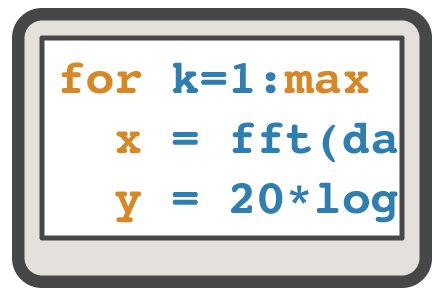 for k=1:max
x = fft(da
y = 20*log